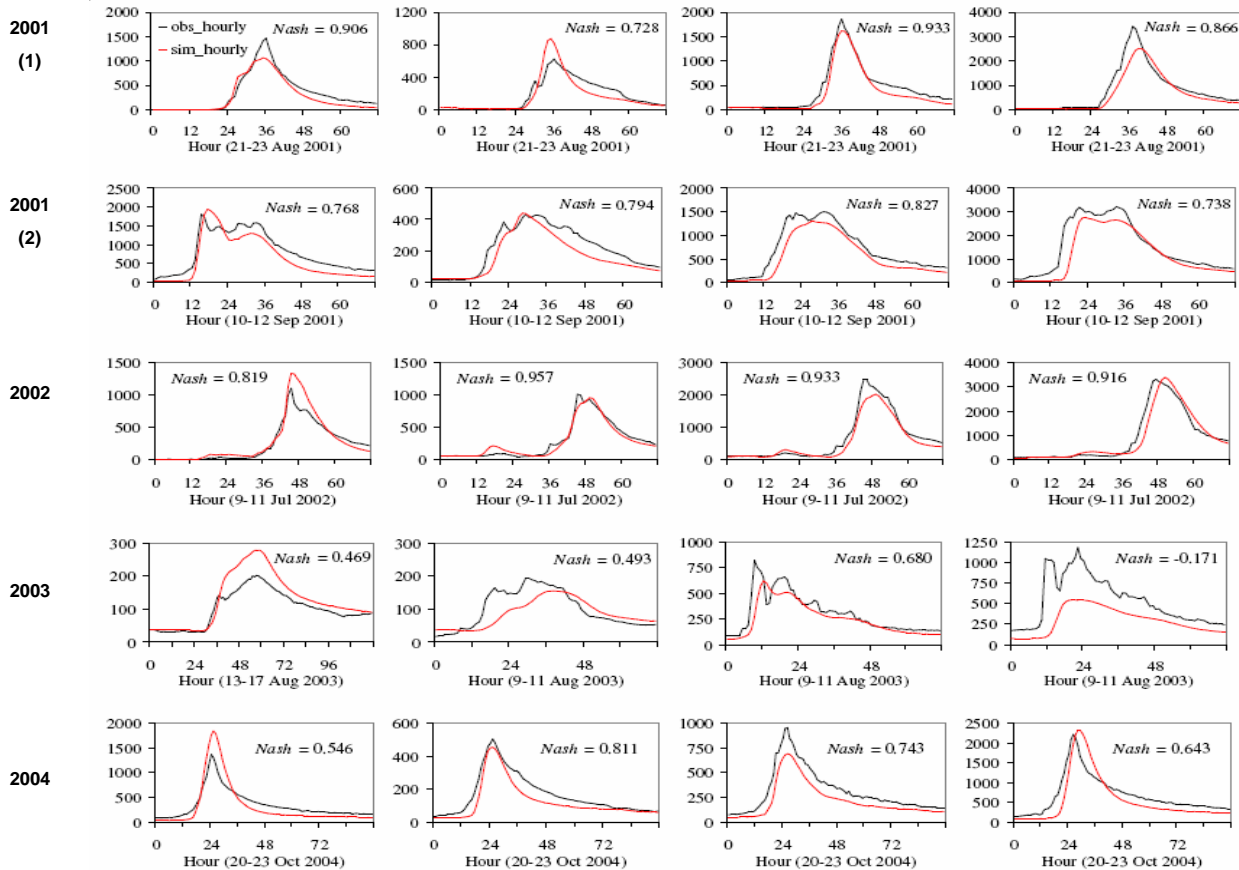 2001
(1)
obs_hourly
sim_hourly
Nash = 0.906
2000
1500
1000
500
0
0 12 24 36 48 60
Hour (21-23 Aug 2001)
Nash = 0.728
1200
800
400
0
0 12 24 36 48 60
Hour (21-23 Aug 2001)
Nash = 0.933
2000
1500
1000
500
0
0 12 24 36 48 60
Hour (21-23 Aug 2001)
Nash = 0.866
4000
3000
2000
1000
0
0 12 24 36 48 60
Hour (21-23 Aug 2001)
2001
(2)
Nash = 0.768
2500
2000
1500
1000
500
0
0 12 24 36 48 60
Hour (10-12 Sep 2001)
Nash = 0.794
600
400
200
0
0 12 24 36 48 60
Hour (10-12 Sep 2001)
Nash = 0.827
2000
1500
1000
500
0
0 12 24 36 48 60
Hour (10-12 Sep 2001)
Nash = 0.738
4000
3000
2000
1000
0
0 12 24 36 48 60
Hour (10-12 Sep 2001)
2002
Nash = 0.819
1500
1000
500
0
0 12 24 36 48 60
Hour (9-11 Jul 2002)
Nash = 0.957
1500
1000
500
0
0 12 24 36 48 60
Hour (9-11 Jul 2002)
Nash = 0.933
3000
2500
2000
1500
1000
500
0
0 12 24 36 48 60
Hour (9-11 Jul 2002)
Nash = 0.916
4000
3000
2000
1000
0
0 12 24 36 48 60
Hour (9-11 Jul 2002)
2003
Nash = 0.469
300
200
100
0
0 24 48 72 96
Hour (13-17 Aug 2003)
Nash = 0.493
300
200
100
0
0 24 48
Hour (9-11 Aug 2003)
Nash = 0.680
1000
750
500
250
0
0 24 48
Hour (9-11 Aug 2003)
Nash = -0.171
1250
1000
750
500
250
0
0 24 48
Hour (9-11 Aug 2003)
2004
Nash = 0.546
2000
1500
1000
500
0
0 24 48 72
Hour (20-23 Oct 2004)
Nash = 0.811
600
400
200
0
0 24 48 72
Hour (20-23 Oct 2004)
Nash = 0.743
1000
750
500
250
0
0 24 48 72
Hour (20-23 Oct 2004)
Nash = 0.643
2500
2000
1500
1000
500
0
0 24 48 72
Hour (20-23 Oct 2004)